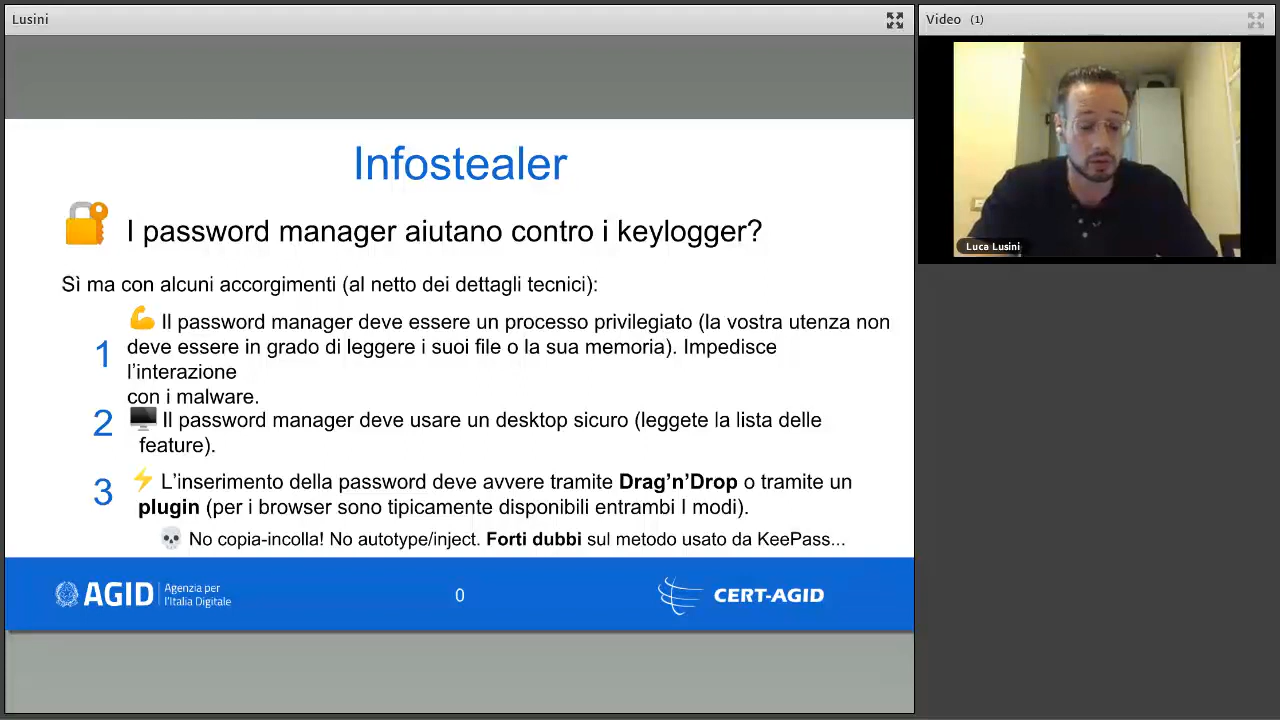 Lusini
Video (1)
Luca Lusini
Infostealer
I password manager aiutano contro i keylogger?
Sì ma con alcuni accorgimenti (al netto dei dettagli tecnici):
1
Il password manager deve essere un processo privilegiato (la vostra utenza non
deve essere in grado di leggere i suoi file o la sua memoria). Impedisce
l’interazione
con i malware.
2
Il password manager deve usare un desktop sicuro (leggete la lista delle
feature).
3
L’inserimento della password deve avvere tramite Drag’n’Drop o tramite un
plugin (per i browser sono tipicamente disponibili entrambi I modi).
No copia-incolla! No autotype/inject. Forti dubbi sul metodo usato da KeePass...
AGID
Agenzia per
l’Italia Digitale
0
CERT-AGID